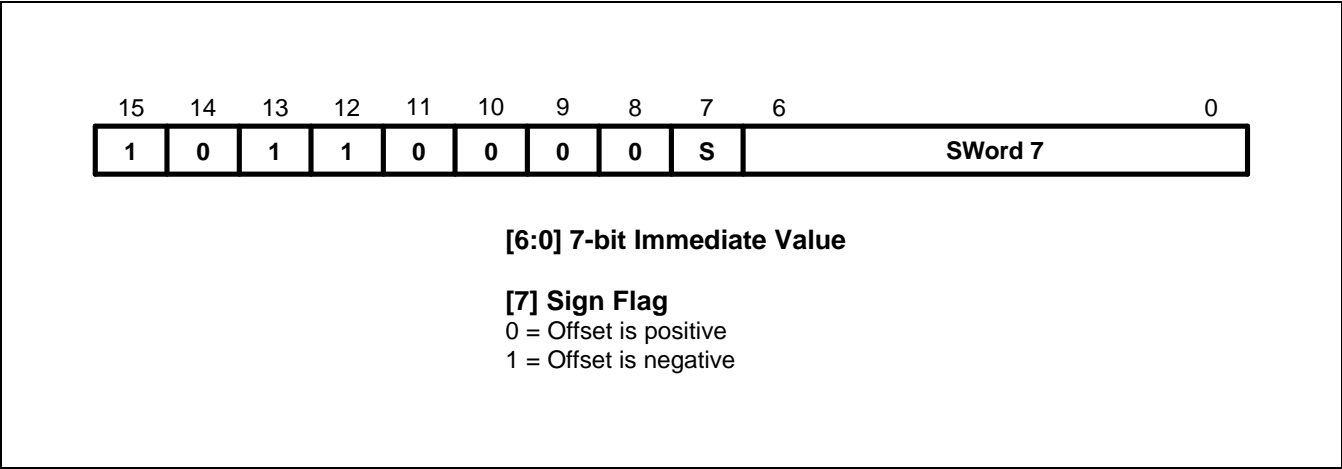 15 14 13 12 11 10 9 8 7 6 0
1 0 1 1 0 0 0 0 S SWord 7
[6:0] 7-bit Immediate Value
[7] Sign Flag
0 = Offset is positive
1 = Offset is negative